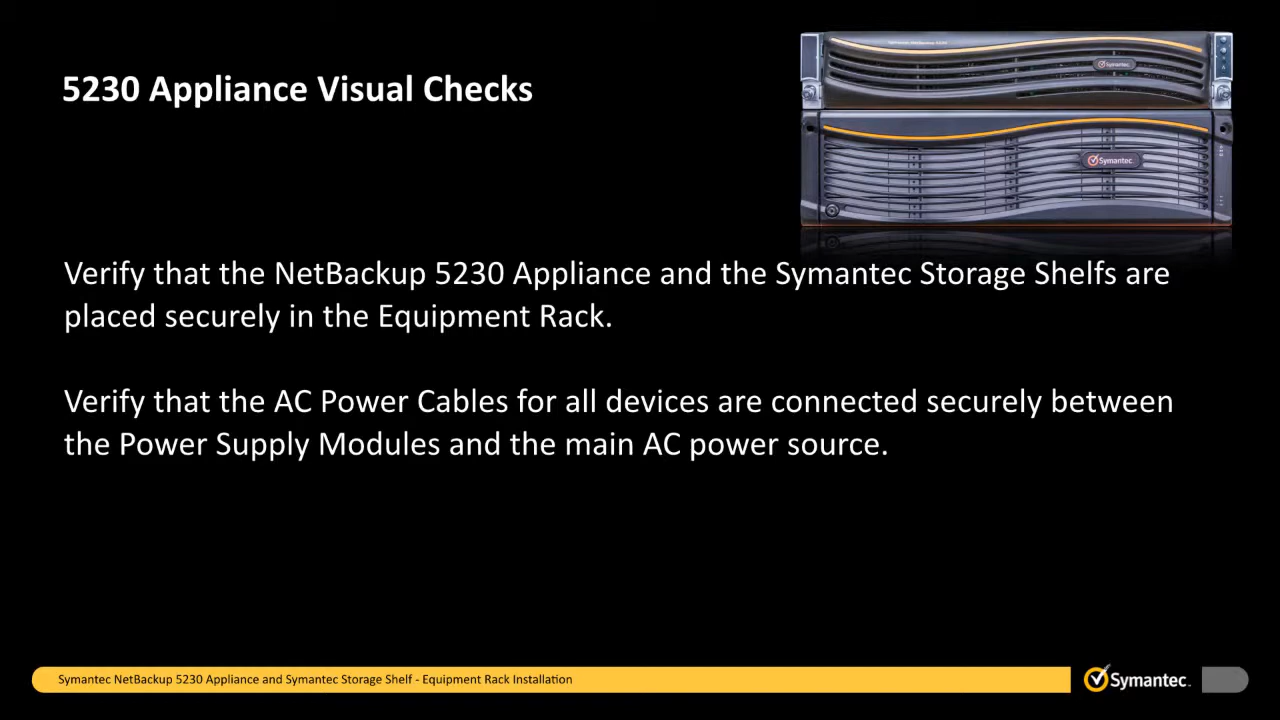 5230 Appliance Visual Checks
Symantec.
Symantec
Verify that the NetBackup 5230 Appliance and the Symantec Storage Shelfs are
placed securely in the Equipment Rack.
Verify that the AC Power Cables for all devices are connected securely between
the Power Supply Modules and the main AC power source.
Symantec NetBackup 5230 Appliance and Symantec Storage Shelf - Equipment Rack Installation
Symantec.